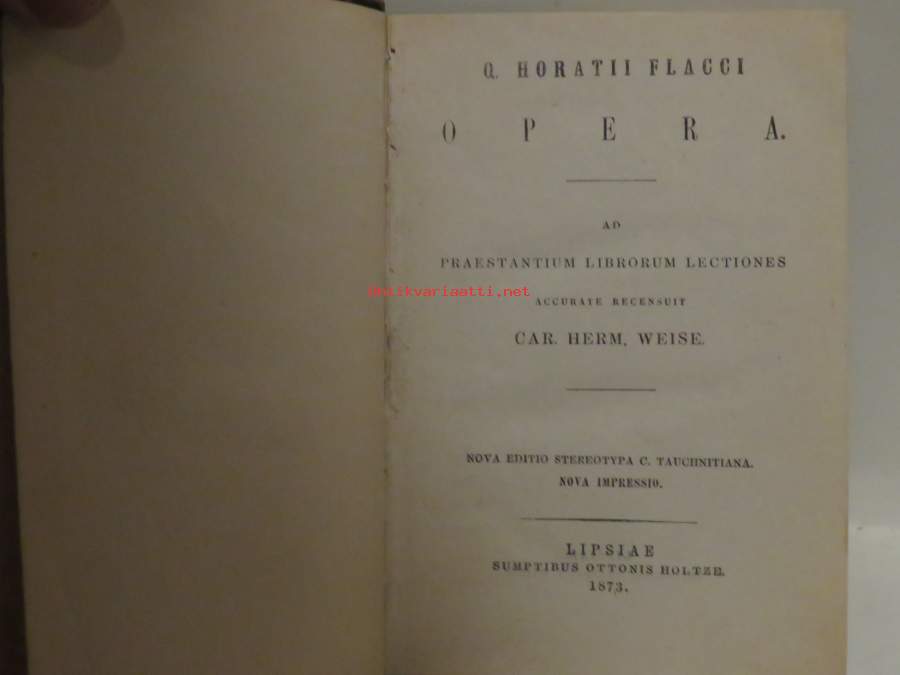 Q. HORATII FLACCI
OPERA.
AD
PRAESTANTIUM LIBRORUM LECTIONES
antikvariaatti.net
ACCURATE RECENSUIT
CAR. HERM. WEISE.
NOVA EDITIO STEREOTYPA C. TAUCHNITIANA.
NOVA IMPRESSIO.
LIPSIAE
SUMPTIBUS OTTONIS HOLTZE.
1873.